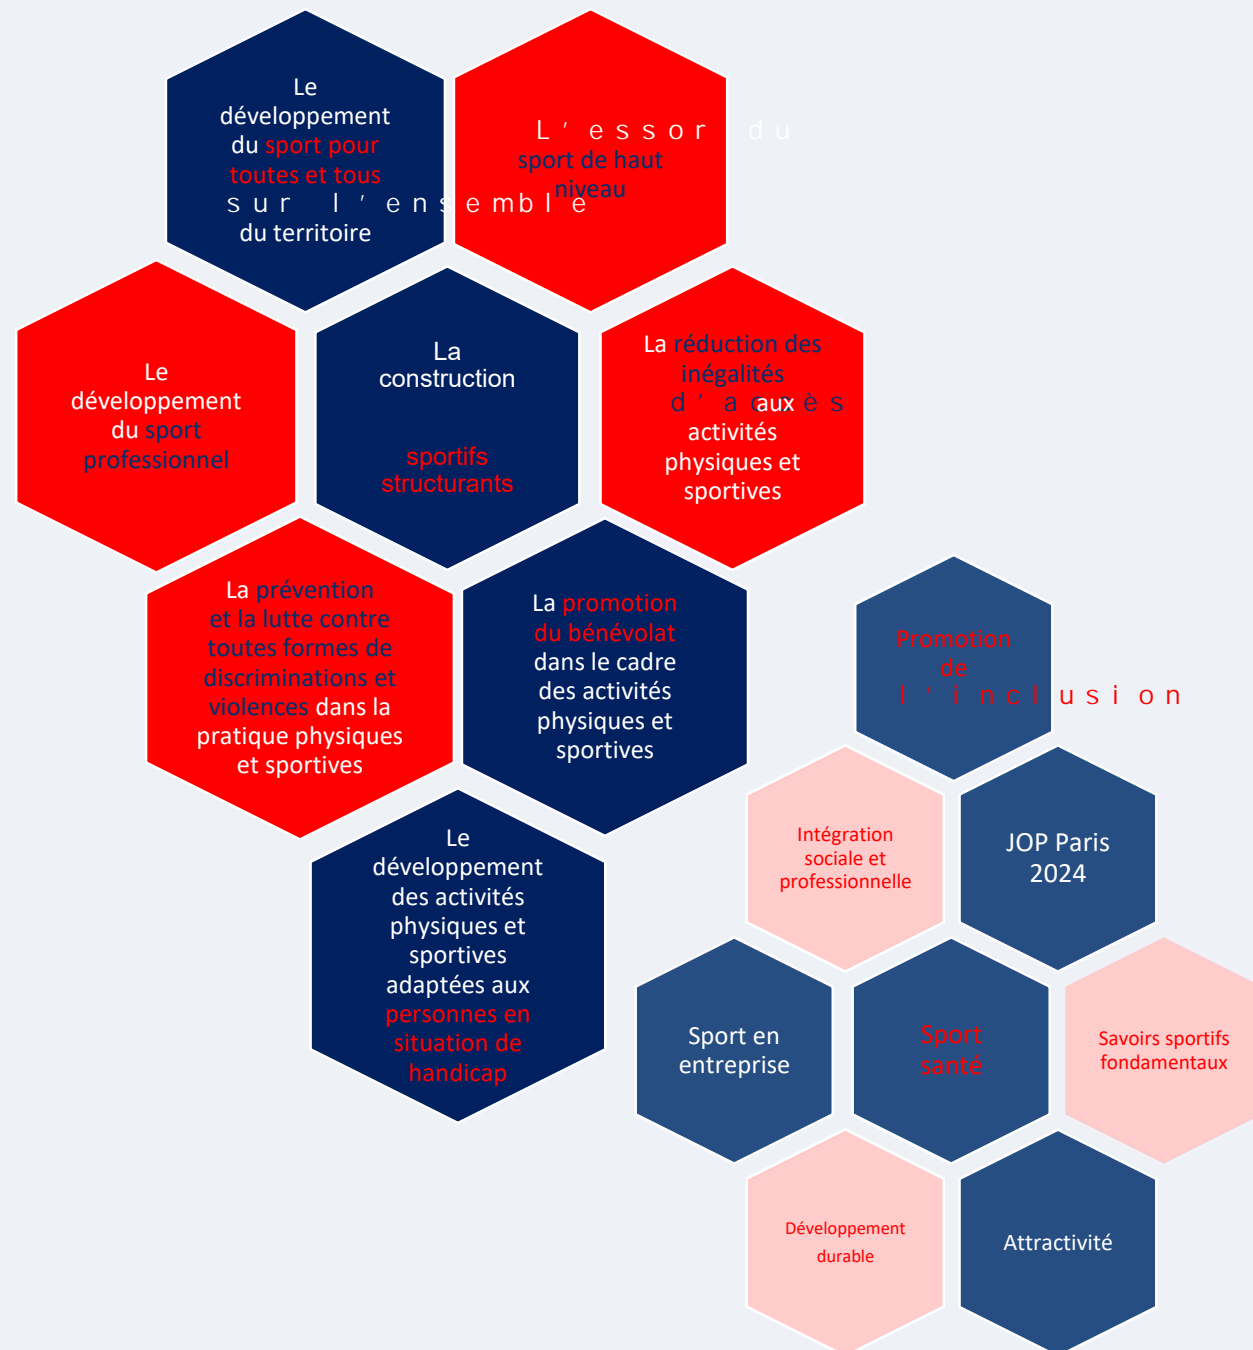 Le
développement
du sport pour
toutes et tous
sur l'ensemble
du territoire
L'essor du
sport de haut
niveau
Le
développement
du sport
professionnel
La
construction
sportifs
structurants
La réduction des
inégalités
d'accès aux
activités
physiques et
sportives
La prévention
et la lutte contre
toutes formes de
discriminations et
violences dans la
pratique physiques
et sportives
La promotion
du bénévolat
dans le cadre
des activités
physiques et
sportives
Le
développement
des activités
physiques et
sportives
adaptées aux
personnes en
situation de
handicap
Promotion
de
l'inclusion
Intégration
sociale et
professionnelle
JOP Paris
2024
Sport en
entreprise
Sport
santé
Savoirs sportifs
fondamentaux
Développement
durable
Attractivité